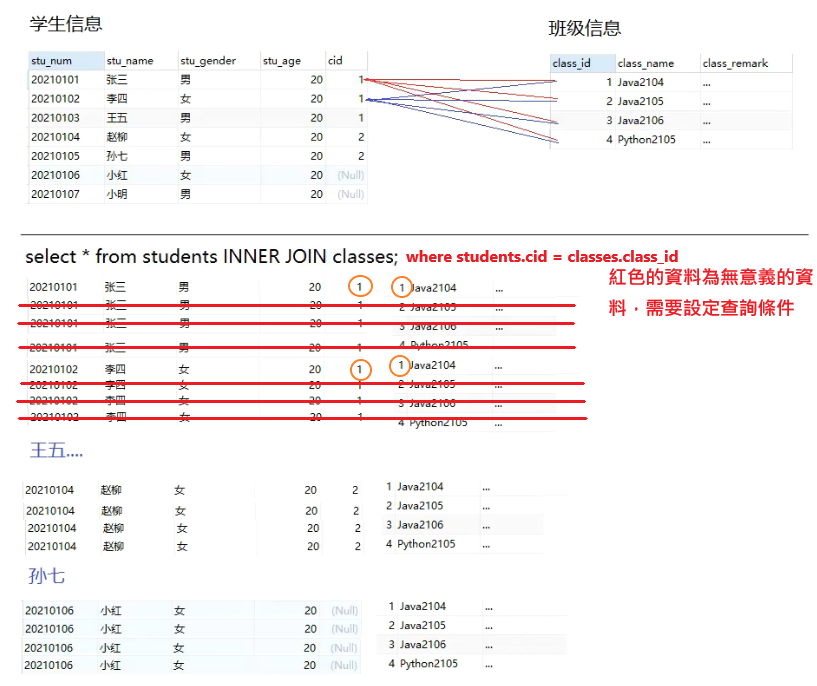 学生信息
班级信息
stu_num stu_name stu_gender stu_age cid
20210101 张三 男 20 1
20210102 李四 女 20 1
20210103 王五 男 20 1
20210104 赵柳 女 20 2
20210105 孙七 男 20 2
20210106 小红 女 20 (Null)
20210107 小明 男 20 (Null)
class_id class_name class_remark
1 Java2104 ...
2 Java2105 ...
3 Java2106 ...
4 Python2105 ...
select * from students INNER JOIN classes; where students.cid = classes.class_id
紅色的資料為無意義的資
料，需要設定查詢條件
20210101 张三 男 20 1 1 Java2104 ...
20210101 张三 男 20 1 2 Java2105
20210101 张三 男 20 1 3 Java2106 ...
20210101 张三 男 20 1 4 Python2105
20210102 李四 女 20 1 1 Java2104 ...
20210102 李四 女 20 1 2 Java2105 ...
20210102 李四 女 20 1 3 Java2106 ...
20210102 李四 女 20 1 4 Python2105 ...
王五....
20210104 赵柳 女 20 2 1 Java2104 ...
20210104 赵柳 女 20 2 2 Java2105 ...
20210104 赵柳 女 20 2 3 Java2106 ...
20210104 赵柳 女 20 2 4 Python2105 ...
孙七
20210106 小红 女 20 (Null) 1 Java2104 ...
20210106 小红 女 20 (Null) 2 Java2105 ...
20210106 小红 女 20 (Null) 3 Java2106 ...
20210106 小红 女 20 (Null) 4 Python2105 ...